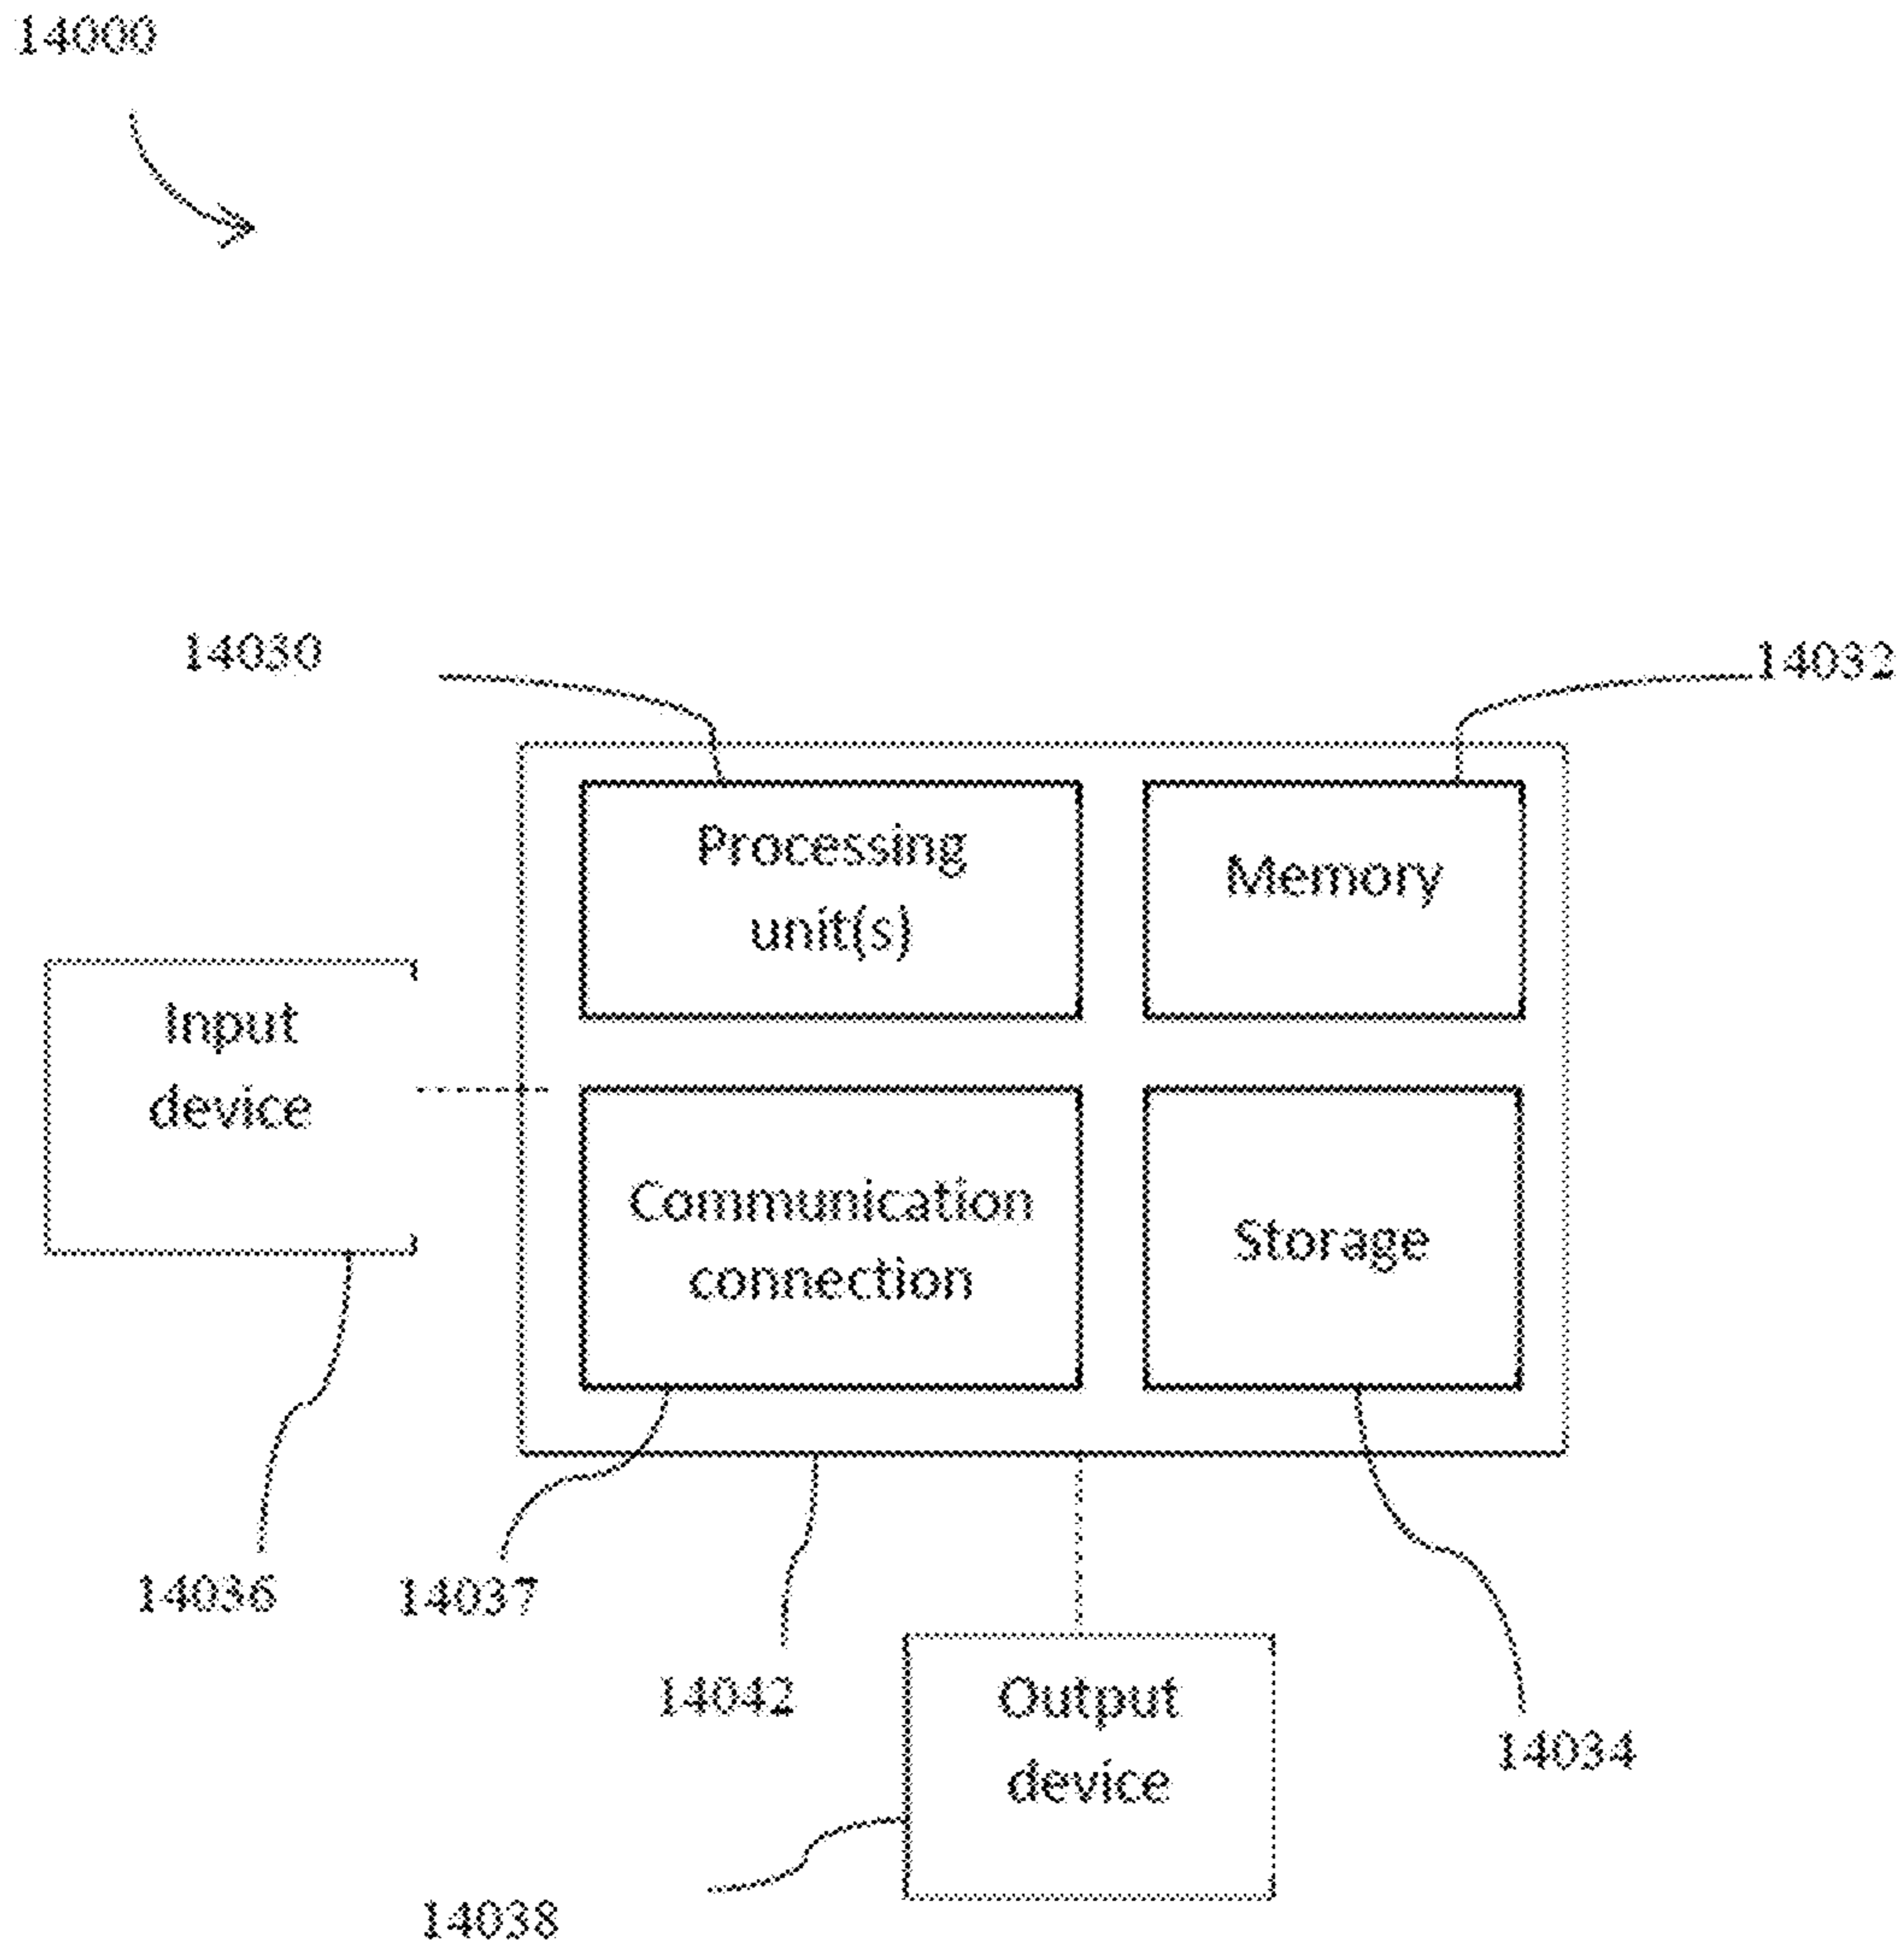 14000
14030
14032
Processing
unit(s)
Memory
Input
device
Communication
connection
Storage
14036
14037
14042
Output
device
14034
14038